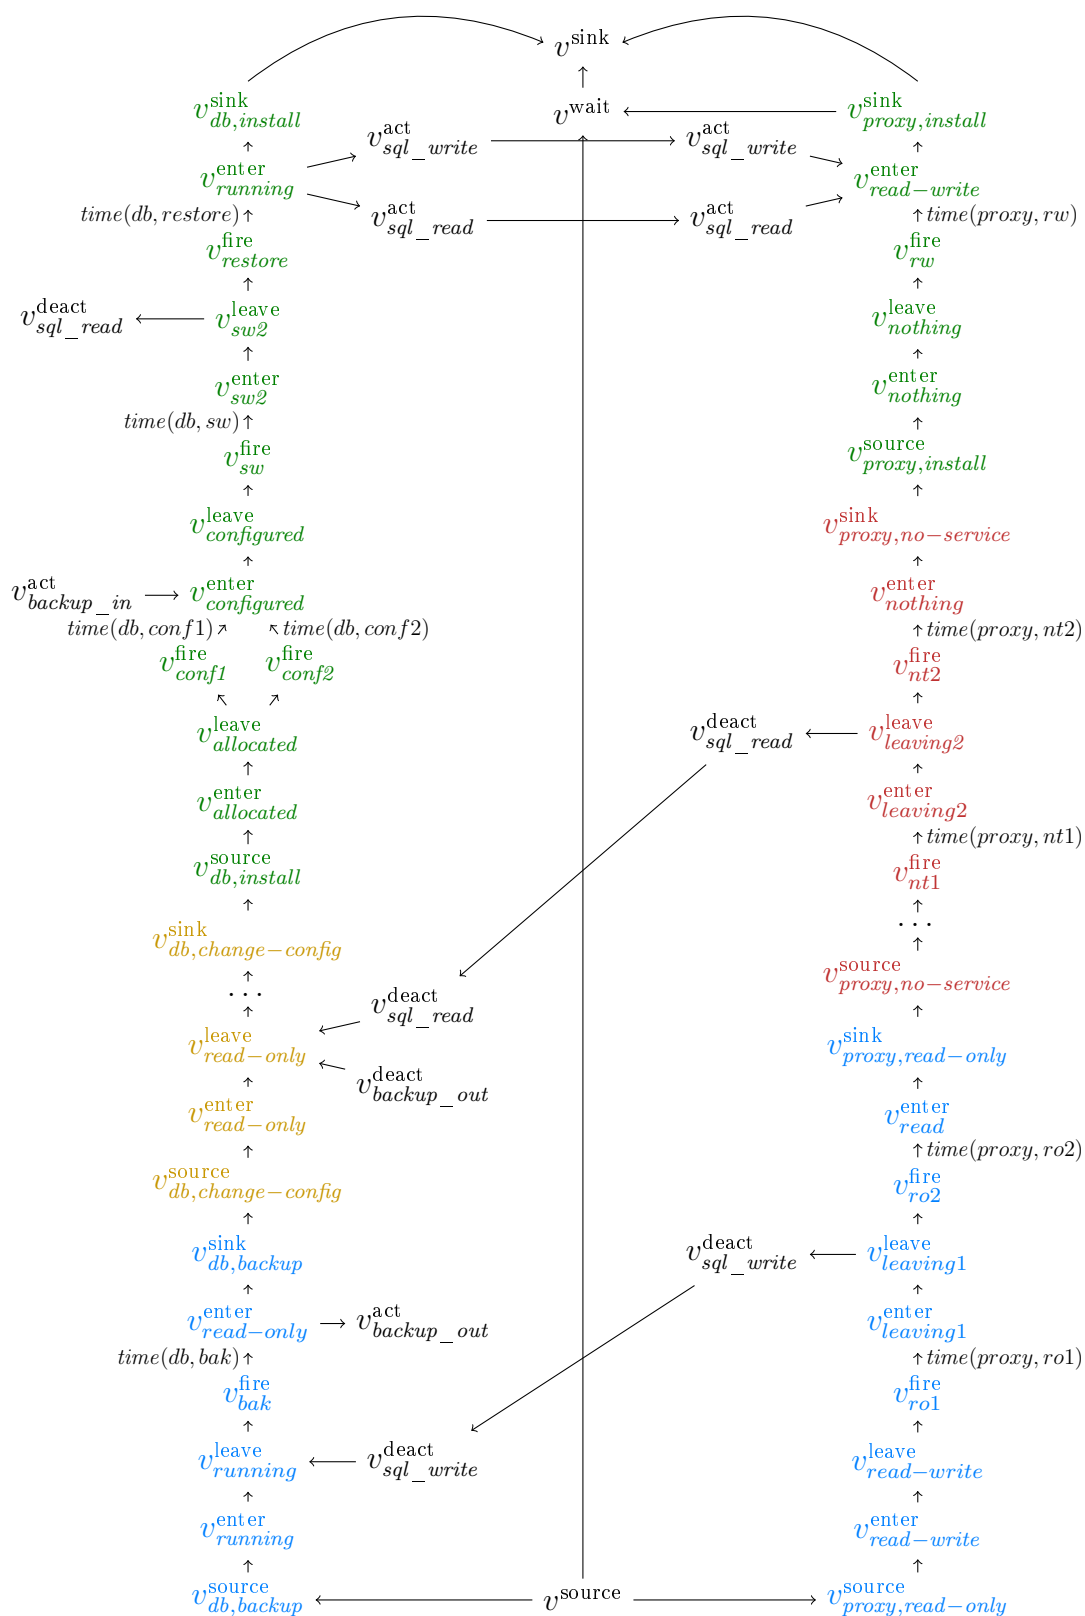 v^sink
v^sink_db,install v^wait v^sink_proxy,install
v^act_sql_write v^act_sql_write
v^enter_running v^enter_read−write
time(db, restore) v^act_sql_read v^act_sql_read time(proxy, rw)
v^fire_restore v^fire_rw
v^deact_sql_read v^leave_sw2 v^leave_nothing
v^enter_sw2 v^enter_nothing
time(db, sw)
v^fire_sw v^source_proxy,install
v^leave_configured v^sink_proxy,no−service
v^act_backup_in v^enter_configured v^enter_nothing
time(db, conf1) time(db, conf2) time(proxy, nt2)
v^fire_conf1 v^fire_conf2 v^fire_nt2
v^leave_allocated v^deact_sql_read v^leave_leaving2
v^enter_allocated v^enter_leaving2
time(proxy, nt1)
v^source_db,install v^fire_nt1
v^sink_db,change−config ...
... v^source_proxy,no−service
v^deact_sql_read
v^leave_read−only v^sink_proxy,read−only
v^deact_backup_out
v^enter_read−only v^enter_read
time(proxy, ro2)
v^source_db,change−config v^fire_ro2
v^sink_db,backup v^deact_sql_write v^leave_leaving1
v^enter_read−only v^act_backup_out v^enter_leaving1
time(db, bak) time(proxy, ro1)
v^fire_bak v^fire_ro1
v^leave_running v^deact_sql_write v^leave_read−write
v^enter_running v^enter_read−write
v^source_db,backup v^source v^source_proxy,read−only